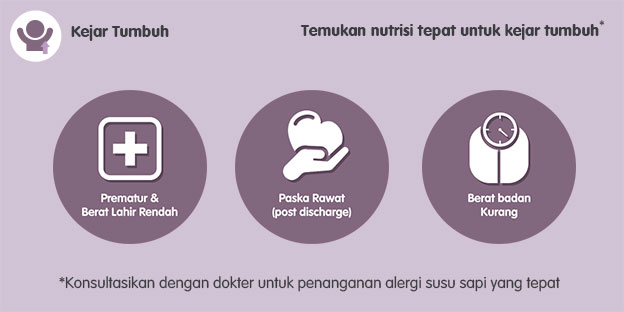 Kejar Tumbuh
Temukan nutrisi tepat untuk kejar tumbuh*
Prematur &
Berat Lahir Rendah
Paska Rawat
(post discharge)
Berat badan
Kurang
*Konsultasikan dengan dokter untuk penanganan alergi susu sapi yang tepat